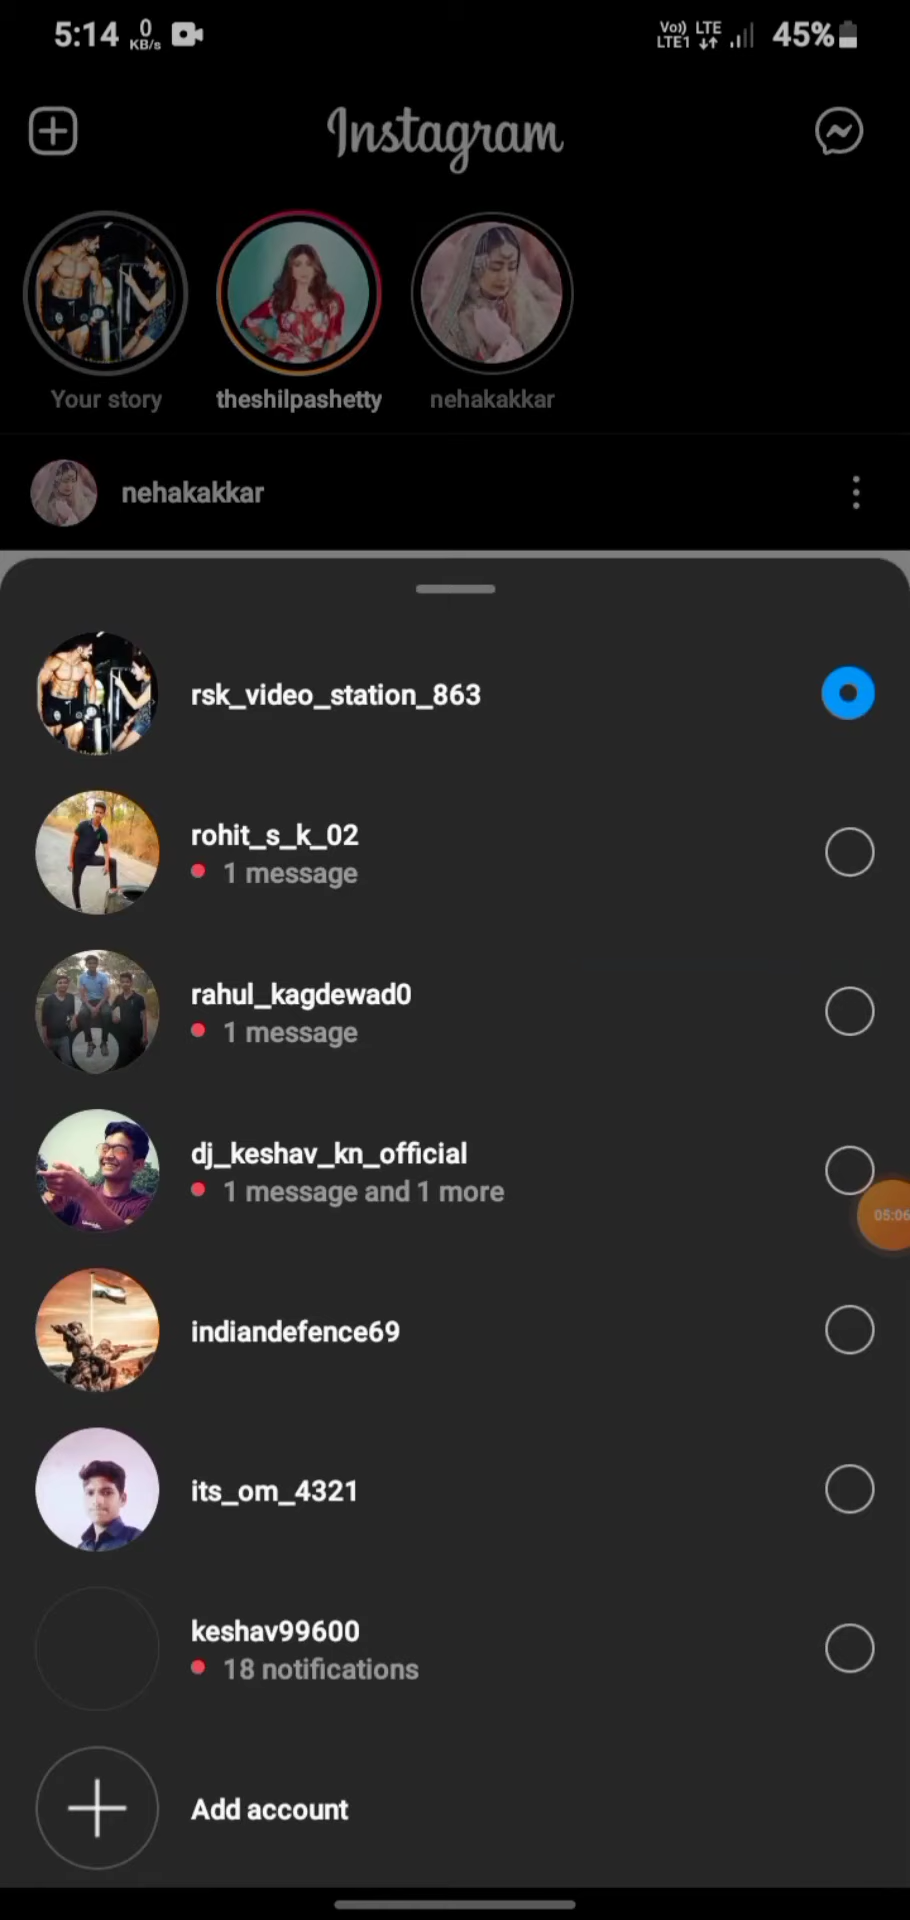 5:14 0 KB/s Vo)) LTE LTE1 45%
Instagram
Your story theshilpashetty nehakakkar
nehakakkar
rsk_video_station_863
rohit_s_k_02
1 message
rahul_kagdewad0
1 message
dj_keshav_kn_official
1 message and 1 more
05:06
indiandefence69
its_om_4321
keshav99600
18 notifications
Add account